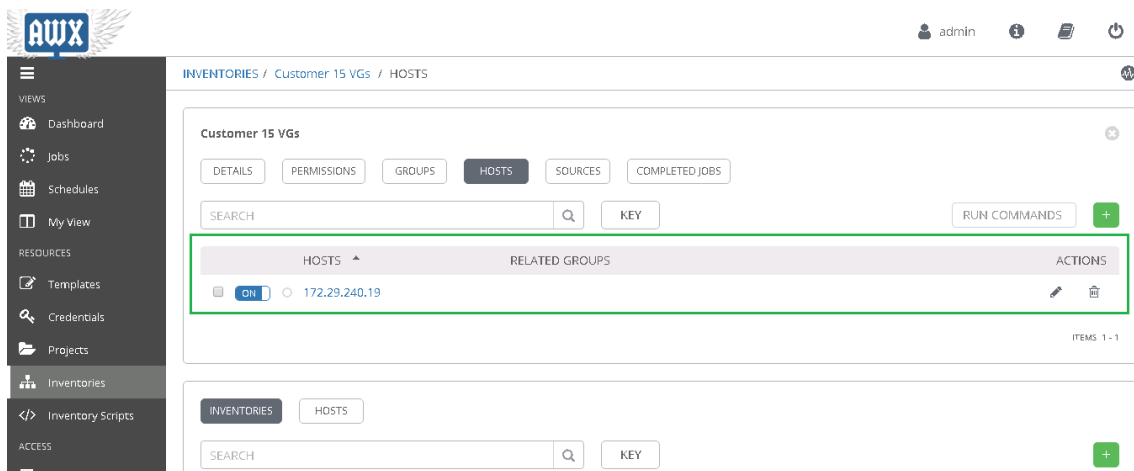 AWX
admin
INVENTORIES / Customer 15 VGs / HOSTS
VIEWS
Dashboard
Jobs
Schedules
My View
RESOURCES
Templates
Credentials
Projects
Inventories
</> Inventory Scripts
ACCESS
Customer 15 VGs
DETAILS PERMISSIONS GROUPS HOSTS SOURCES COMPLETED JOBS
SEARCH KEY RUN COMMANDS +
HOSTS RELATED GROUPS ACTIONS
ON 172.29.240.19
ITEMS 1 - 1
INVENTORIES HOSTS
SEARCH KEY +